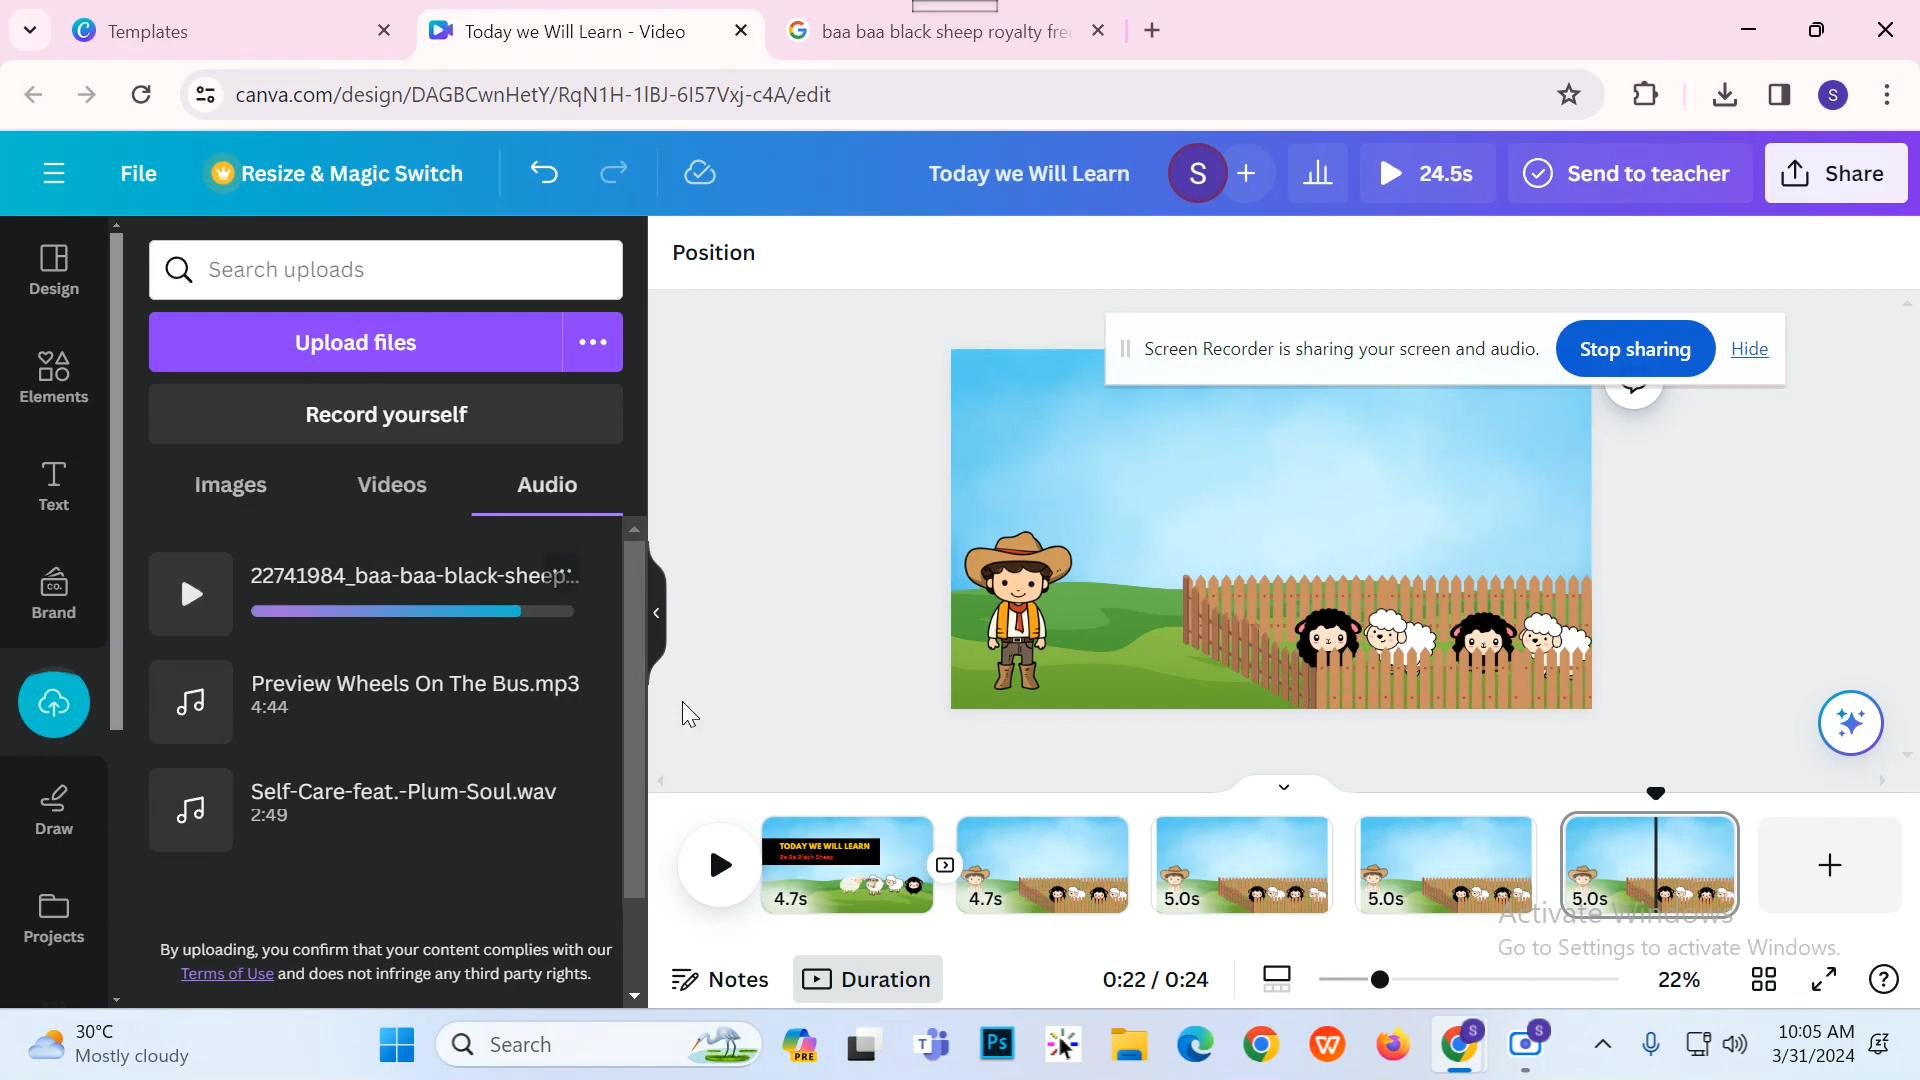 Templates
Today we Will Learn - Video
baa baa black sheep royalty fre
canva.com/design/DAGBCwnHetY/RqN1H-1lBJ-6I57Vxj-c4A/edit
S
File
Resize & Magic Switch
Today we Will Learn
S
24.5s
Send to teacher
Share
Design
Elements
Text
CO.
Brand
Draw
Projects
Search uploads
Upload files
Record yourself
Images
Videos
Audio
22741984_baa-baa-black-sheep...
Preview Wheels On The Bus.mp3
4:44
Self-Care-feat.-Plum-Soul.wav
2:49
By uploading, you confirm that your content complies with our
Terms of Use and does not infringe any third party rights.
Position
Screen Recorder is sharing your screen and audio.
Stop sharing
Hide
TODAY WE WILL LEARN
Ba Ba Black Sheep
4.7s
4.7s
5.0s
5.0s
5.0s
Activate Windows
Go to Settings to activate Windows.
Notes
Duration
0:22 / 0:24
22%
30°C
Mostly cloudy
Search
PRE
Ps
S
S
10:05 AM
3/31/2024